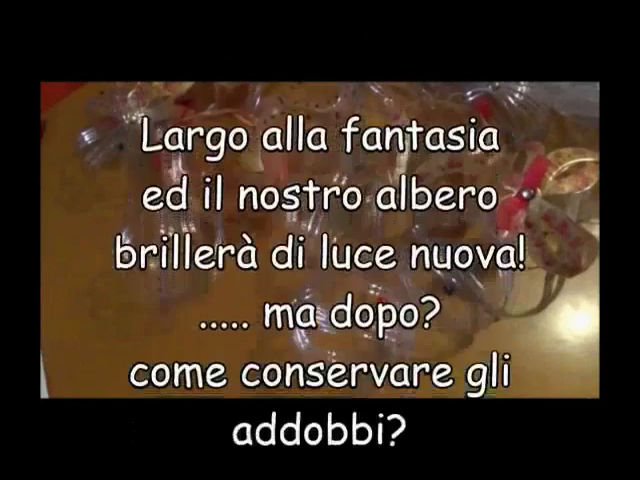 Largo alla fantasia
ed il nostro albero
brillerà di luce nuova!
..... ma dopo?
come conservare gli
addobbi?